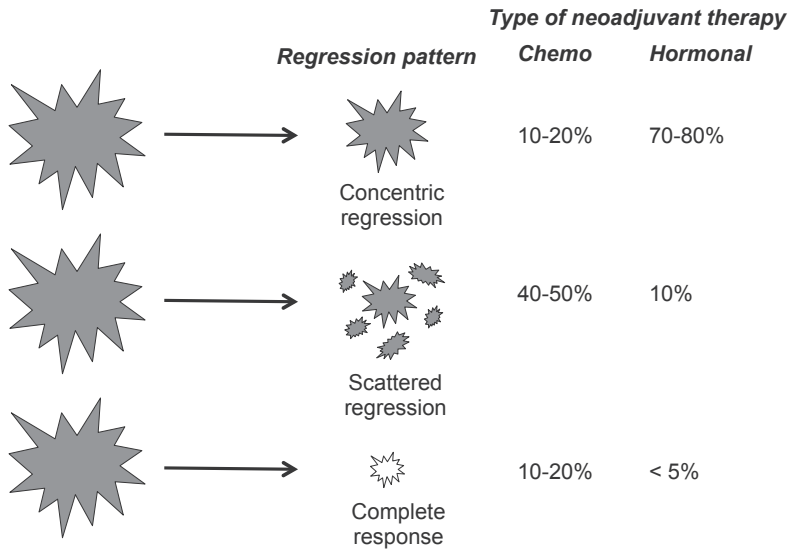 Type of neoadjuvant therapy
Regression pattern Chemo Hormonal
10-20% 70-80%
Concentric
regression
40-50% 10%
Scattered
regression
10-20% < 5%
Complete
response